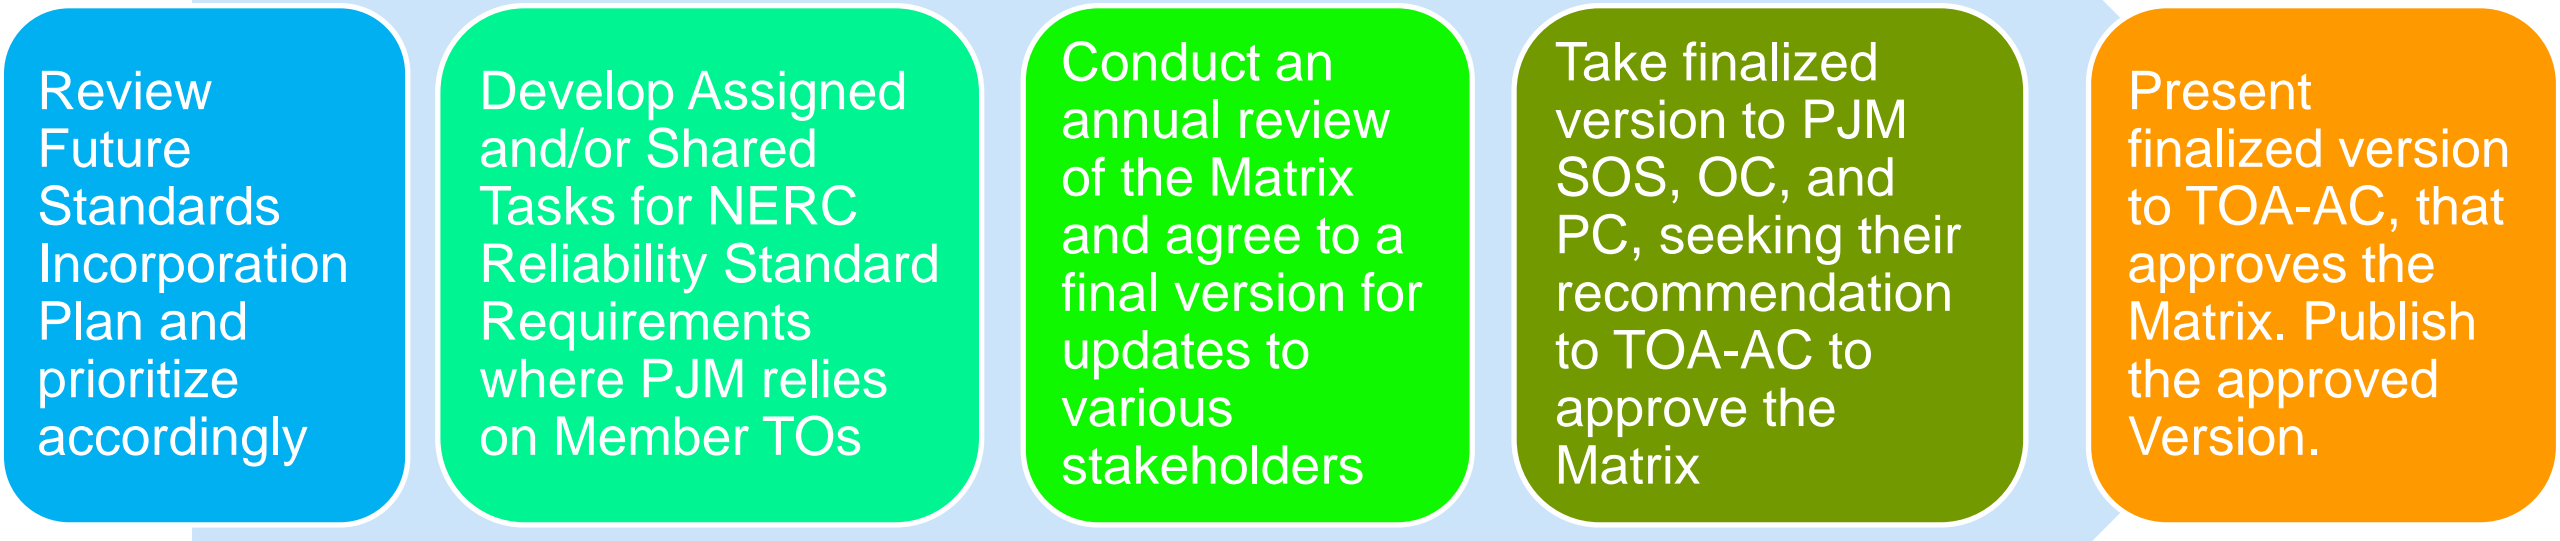 Review
Future
Standards
Incorporation
Plan and
prioritize
accordingly
Develop Assigned
and/or Shared
Tasks for NERC
Reliability Standard
Requirements
where PJM relies
on Member TOs
Conduct an
annual review
of the Matrix
and agree to a
final version for
updates to
various
stakeholders
Take finalized
version to PJM
SOS, OC, and
PC, seeking their
recommendation
to TOA-AC to
approve the
Matrix
Present
finalized version
to TOA-AC, that
approves the
Matrix. Publish
the approved
Version.